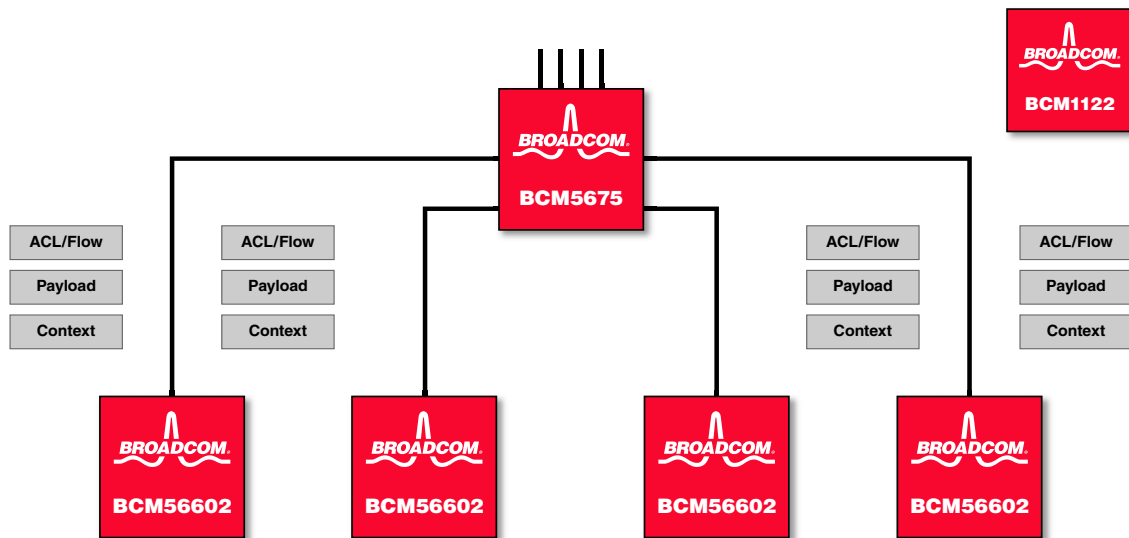 BROADCOM®
BCM1122
BROADCOM®
BCM5675
ACL/Flow
Payload
Context
ACL/Flow
Payload
Context
ACL/Flow
Payload
Context
ACL/Flow
Payload
Context
BROADCOM®
BCM56602
BROADCOM®
BCM56602
BROADCOM®
BCM56602
BROADCOM®
BCM56602